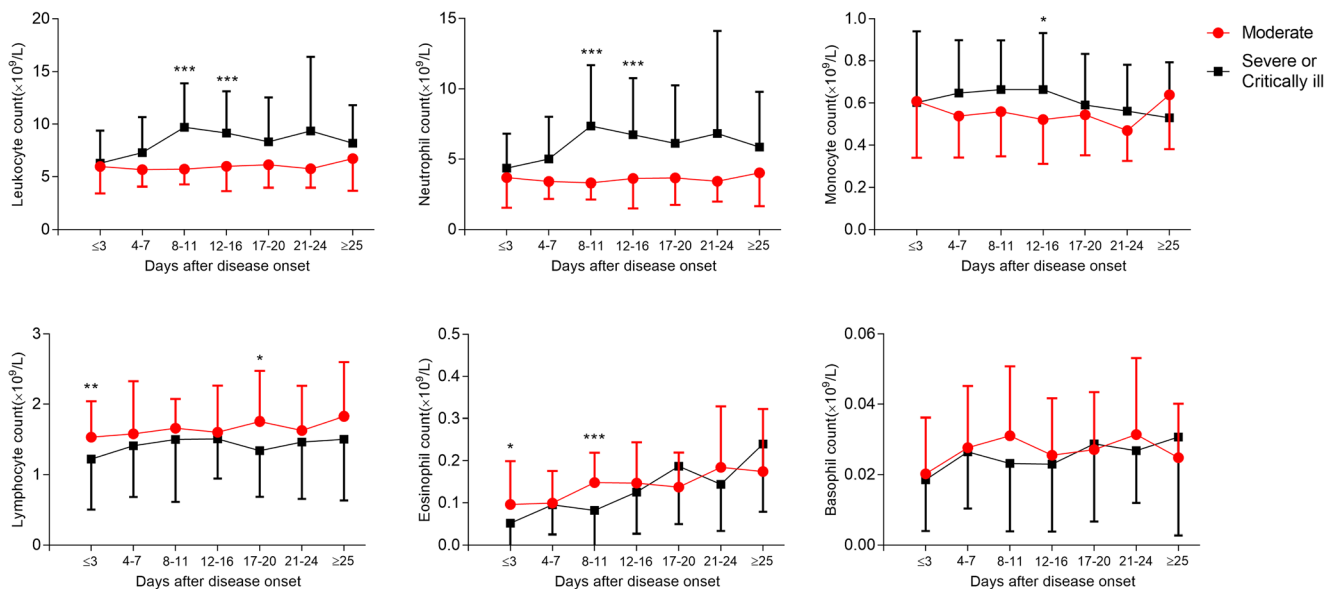 Leukocyte count(×10⁹/L)
20
15
10
5
0
***
***
≤3 4-7 8-11 12-16 17-20 21-24 ≥25
Days after disease onset
Neutrophil count(×10⁹/L)
15
10
5
0
***
***
≤3 4-7 8-11 12-16 17-20 21-24 ≥25
Days after disease onset
Monocyte count(×10⁹/L)
1.0
0.8
0.6
0.4
0.2
0.0
*
≤3 4-7 8-11 12-16 17-20 21-24 ≥25
Days after disease onset
Moderate
Severe or
Critically ill
Lymphocyte count(×10⁹/L)
3
2
1
0
**
*
≤3 4-7 8-11 12-16 17-20 21-24 ≥25
Days after disease onset
Eosinophil count(×10⁹/L)
0.5
0.4
0.3
0.2
0.1
0.0
*
***
≤3 4-7 8-11 12-16 17-20 21-24 ≥25
Days after disease onset
Basophil count(×10⁹/L)
0.06
0.04
0.02
0.00
≤3 4-7 8-11 12-16 17-20 21-24 ≥25
Days after disease onset